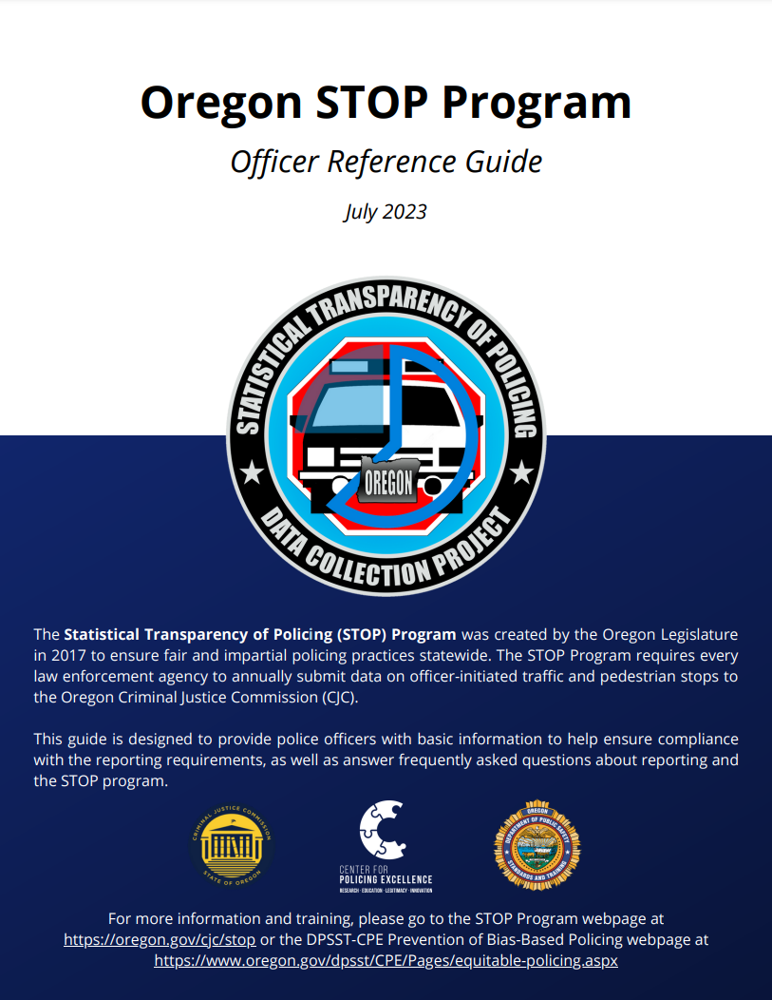 Oregon STOP Program
Officer Reference Guide
July 2023
STATISTICAL TRANSPARENCY OF POLICING
OREGON
DATA COLLECTION PROJECT
The Statistical Transparency of Policing (STOP) Program was created by the Oregon Legislature
in 2017 to ensure fair and impartial policing practices statewide. The STOP Program requires every
law enforcement agency to annually submit data on officer-initiated traffic and pedestrian stops to
the Oregon Criminal Justice Commission (CJC).
This guide is designed to provide police officers with basic information to help ensure compliance
with the reporting requirements, as well as answer frequently asked questions about reporting and
the STOP program.
CRIMINAL JUSTICE COMMISSION
STATE OF OREGON
CENTER FOR
POLICING EXCELLENCE
RESEARCH · EDUCATION · LEGITIMACY · INNOVATION
OREGON
DEPARTMENT OF PUBLIC SAFETY
STANDARDS AND TRAINING
For more information and training, please go to the STOP Program webpage at
https://oregon.gov/cjc/stop or the DPSST-CPE Prevention of Bias-Based Policing webpage at
https://www.oregon.gov/dpsst/CPE/Pages/equitable-policing.aspx